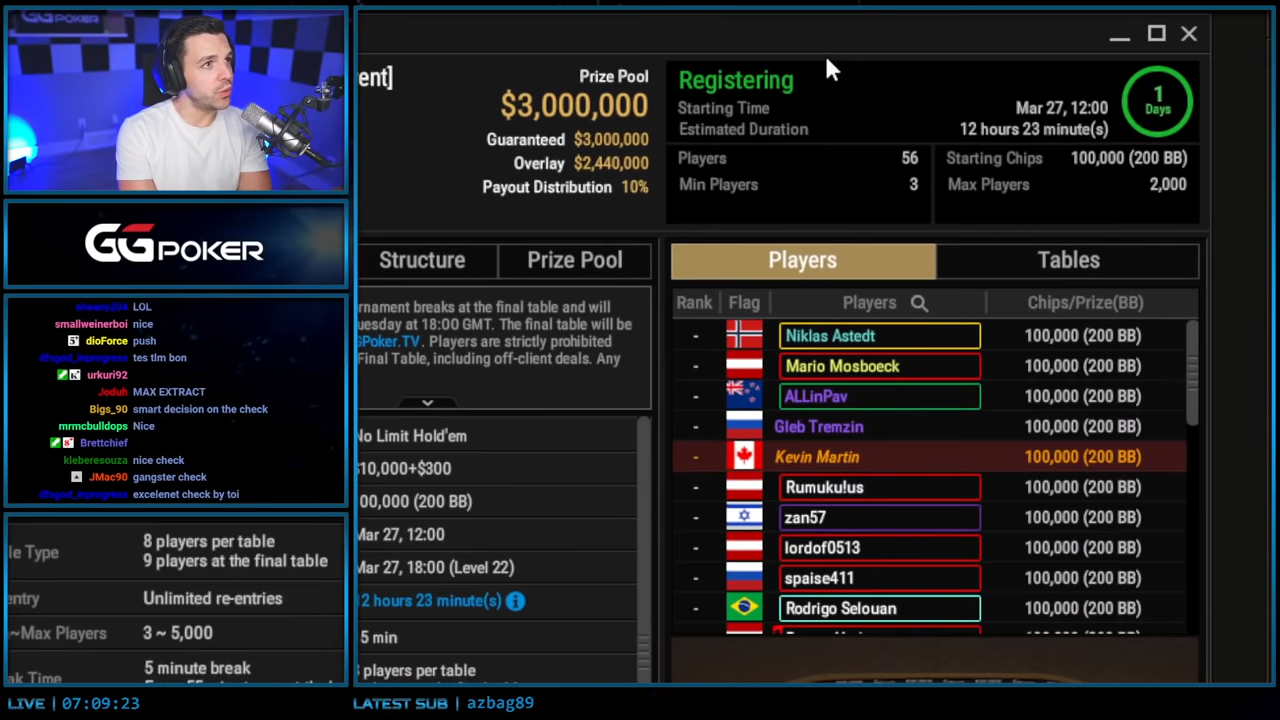 GGPOKER
GGPOKER
LOL
smallweinerboi nice
dioForce push
dfsgod_inprogress tes tlm bon
urkuri92
Joduh MAX EXTRACT
Bigs_90 smart decision on the check
mrmcbulldops Nice
Brettchief
kleberesouza nice check
JMac90 gangster check
dfsgod_inprogress excelenet check by toi
le Type
8 players per table
9 players at the final table
entry Unlimited re-entries
~Max Players 3 ~ 5,000
ak Time 5 minute break
LIVE | 07:09:23
LATEST SUB | azbag89
ent]
Prize Pool
$3,000,000
Guaranteed $3,000,000
Overlay $2,440,000
Payout Distribution 10%
Registering
Starting Time Mar 27, 12:00
Estimated Duration 12 hours 23 minute(s)
1
Days
Players 56
Min Players 3
Starting Chips 100,000 (200 BB)
Max Players 2,000
Structure Prize Pool
rnament breaks at the final table and will
uesday at 18:00 GMT. The final table will be
GPoker.TV. Players are strictly prohibited
Final Table, including off-client deals. Any
No Limit Hold'em
$10,000+$300
00,000 (200 BB)
Mar 27, 12:00
Mar 27, 18:00 (Level 22)
12 hours 23 minute(s)
5 min
8 players per table
Players Tables
Rank Flag Players Chips/Prize(BB)
- Niklas Astedt 100,000 (200 BB)
- Mario Mosboeck 100,000 (200 BB)
- ALLinPav 100,000 (200 BB)
- Gleb Tremzin 100,000 (200 BB)
- Kevin Martin 100,000 (200 BB)
- Rumuku!us 100,000 (200 BB)
- zan57 100,000 (200 BB)
- lordof0513 100,000 (200 BB)
- spaise411 100,000 (200 BB)
- Rodrigo Selouan 100,000 (200 BB)